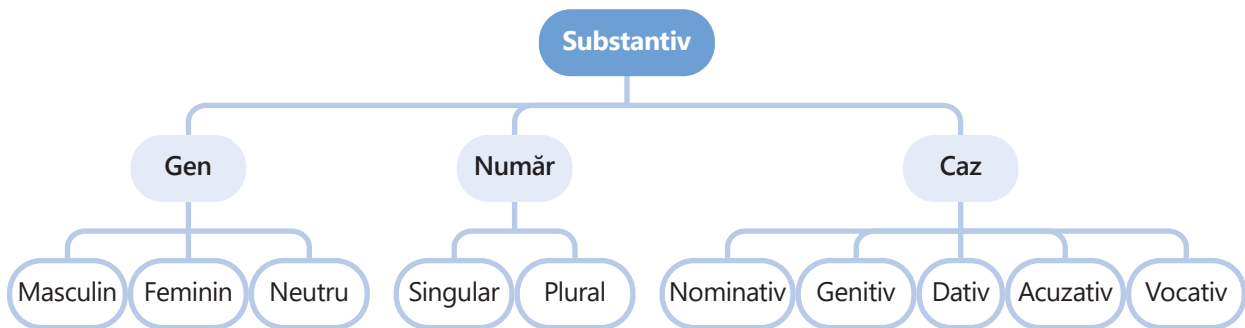 Substantiv
Gen Număr Caz
Masculin Feminin Neutru Singular Plural Nominativ Genitiv Dativ Acuzativ Vocativ